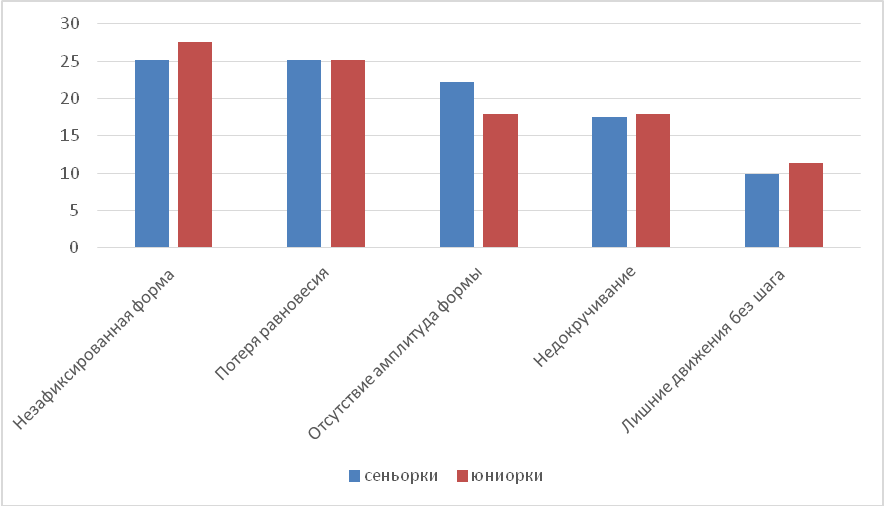 30
25
20
15
10
5
0
Незафиксированная форма
Потеря равновесия
Отсутствие амплитуда формы
Недокручивание
Лишние движения без шага
сеньорки юниорки